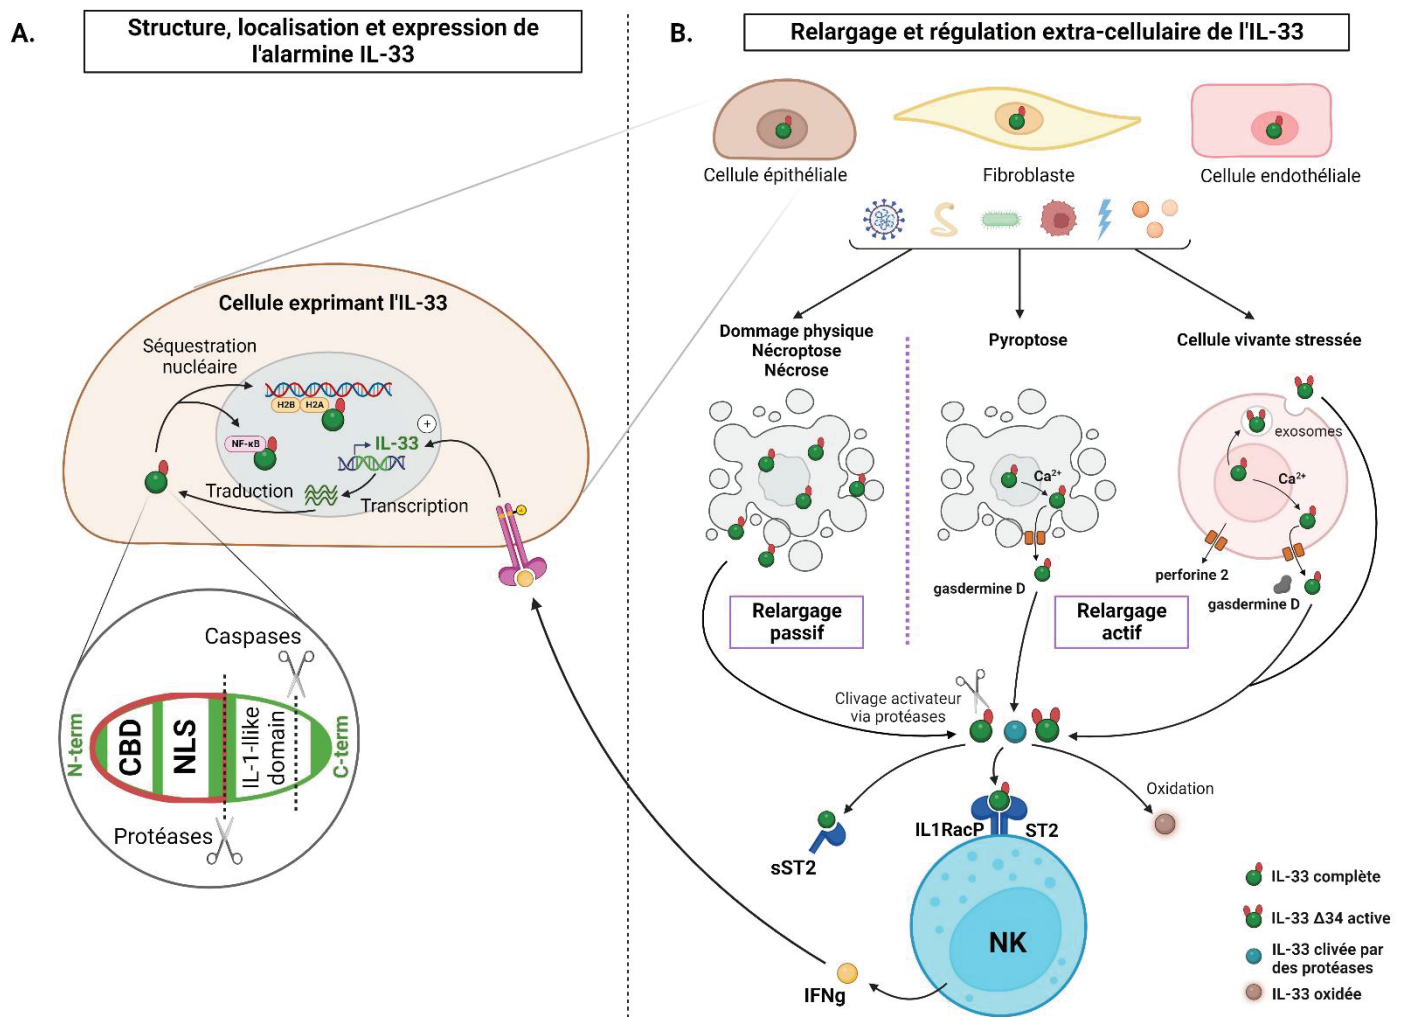 A.
Structure, localisation et expression de
l'alarmine IL-33
Cellule exprimant l'IL-33
Séquestration
nucléaire
H2B
H2A
NF-κB
+
IL-33
Traduction
Transcription
Caspases
N-term
CBD
NLS
IL-1-llike
domain
C-term
Protéases
B.
Relargage et régulation extra-cellulaire de l'IL-33
Cellule épithéliale
Fibroblaste
Cellule endothéliale
Dommage physique
Nécroptose
Nécrose
Pyroptose
Cellule vivante stressée
exosomes
Ca²⁺
Ca²⁺
perforine 2
gasdermine D
gasdermine D
Relargage
passif
Relargage
actif
Clivage activateur
via protéases
Oxidation
IL1RacP
ST2
sST2
NK
IFNg
IL-33 complète
IL-33 Δ34 active
IL-33 clivée par
des protéases
IL-33 oxidée